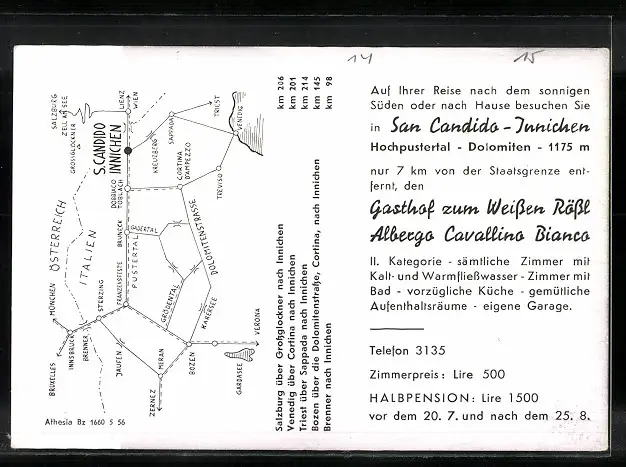 14 15
Auf Ihrer Reise nach dem sonnigen
Süden oder nach Hause besuchen Sie
in San Candido-Innichen
Hochpustertal - Dolomiten - 1175 m
nur 7 km von der Staatsgrenze ent-
fernt, den
Gasthof zum Weißen Rößl
Albergo Cavallino Bianco
II. Kategorie - sämtliche Zimmer mit
Kalt- und Warmfließwasser - Zimmer mit
Bad - vorzügliche Küche - gemütliche
Aufenthaltsräume - eigene Garage.
Telefon 3135
Zimmerpreis: Lire 500
HALBPENSION: Lire 1500
vor dem 20. 7. und nach dem 25. 8.
SALZBURG
ZELL AM SEE
GROSSGLOCKNER
LIENZ
WIEN
S.CANDIDO
INNICHEN
KREUZBERG
SAPPADA
TRIEST
VENEDIG
TREVISO
CORTINA
D'AMPEZZO
DOBBIACO
TOBLACH
ÖSTERREICH
ITALIEN
BRUNECK
PUSTERTAL
GADERTAL
DOLOMITENSTRASSE
FRANZENSFESTE
GRÖDENTAL
KARERSEE
MÜNCHEN
STERZING
INNSBRUCK
BRENNER
BRUXELLES
JAUFEN
MERAN
BOZEN
ZERNEZ
GARDASEE
VERONA
Salzburg über Großglockner nach Innichen km 206
Venedig über Cortina nach Innichen km 201
Triest über Sappada nach Innichen km 214
Bozen über die Dolomitenstraße, Cortina, nach Innichen km 145
Brenner nach Innichen km 98
Athesia Bz 1660 5 56